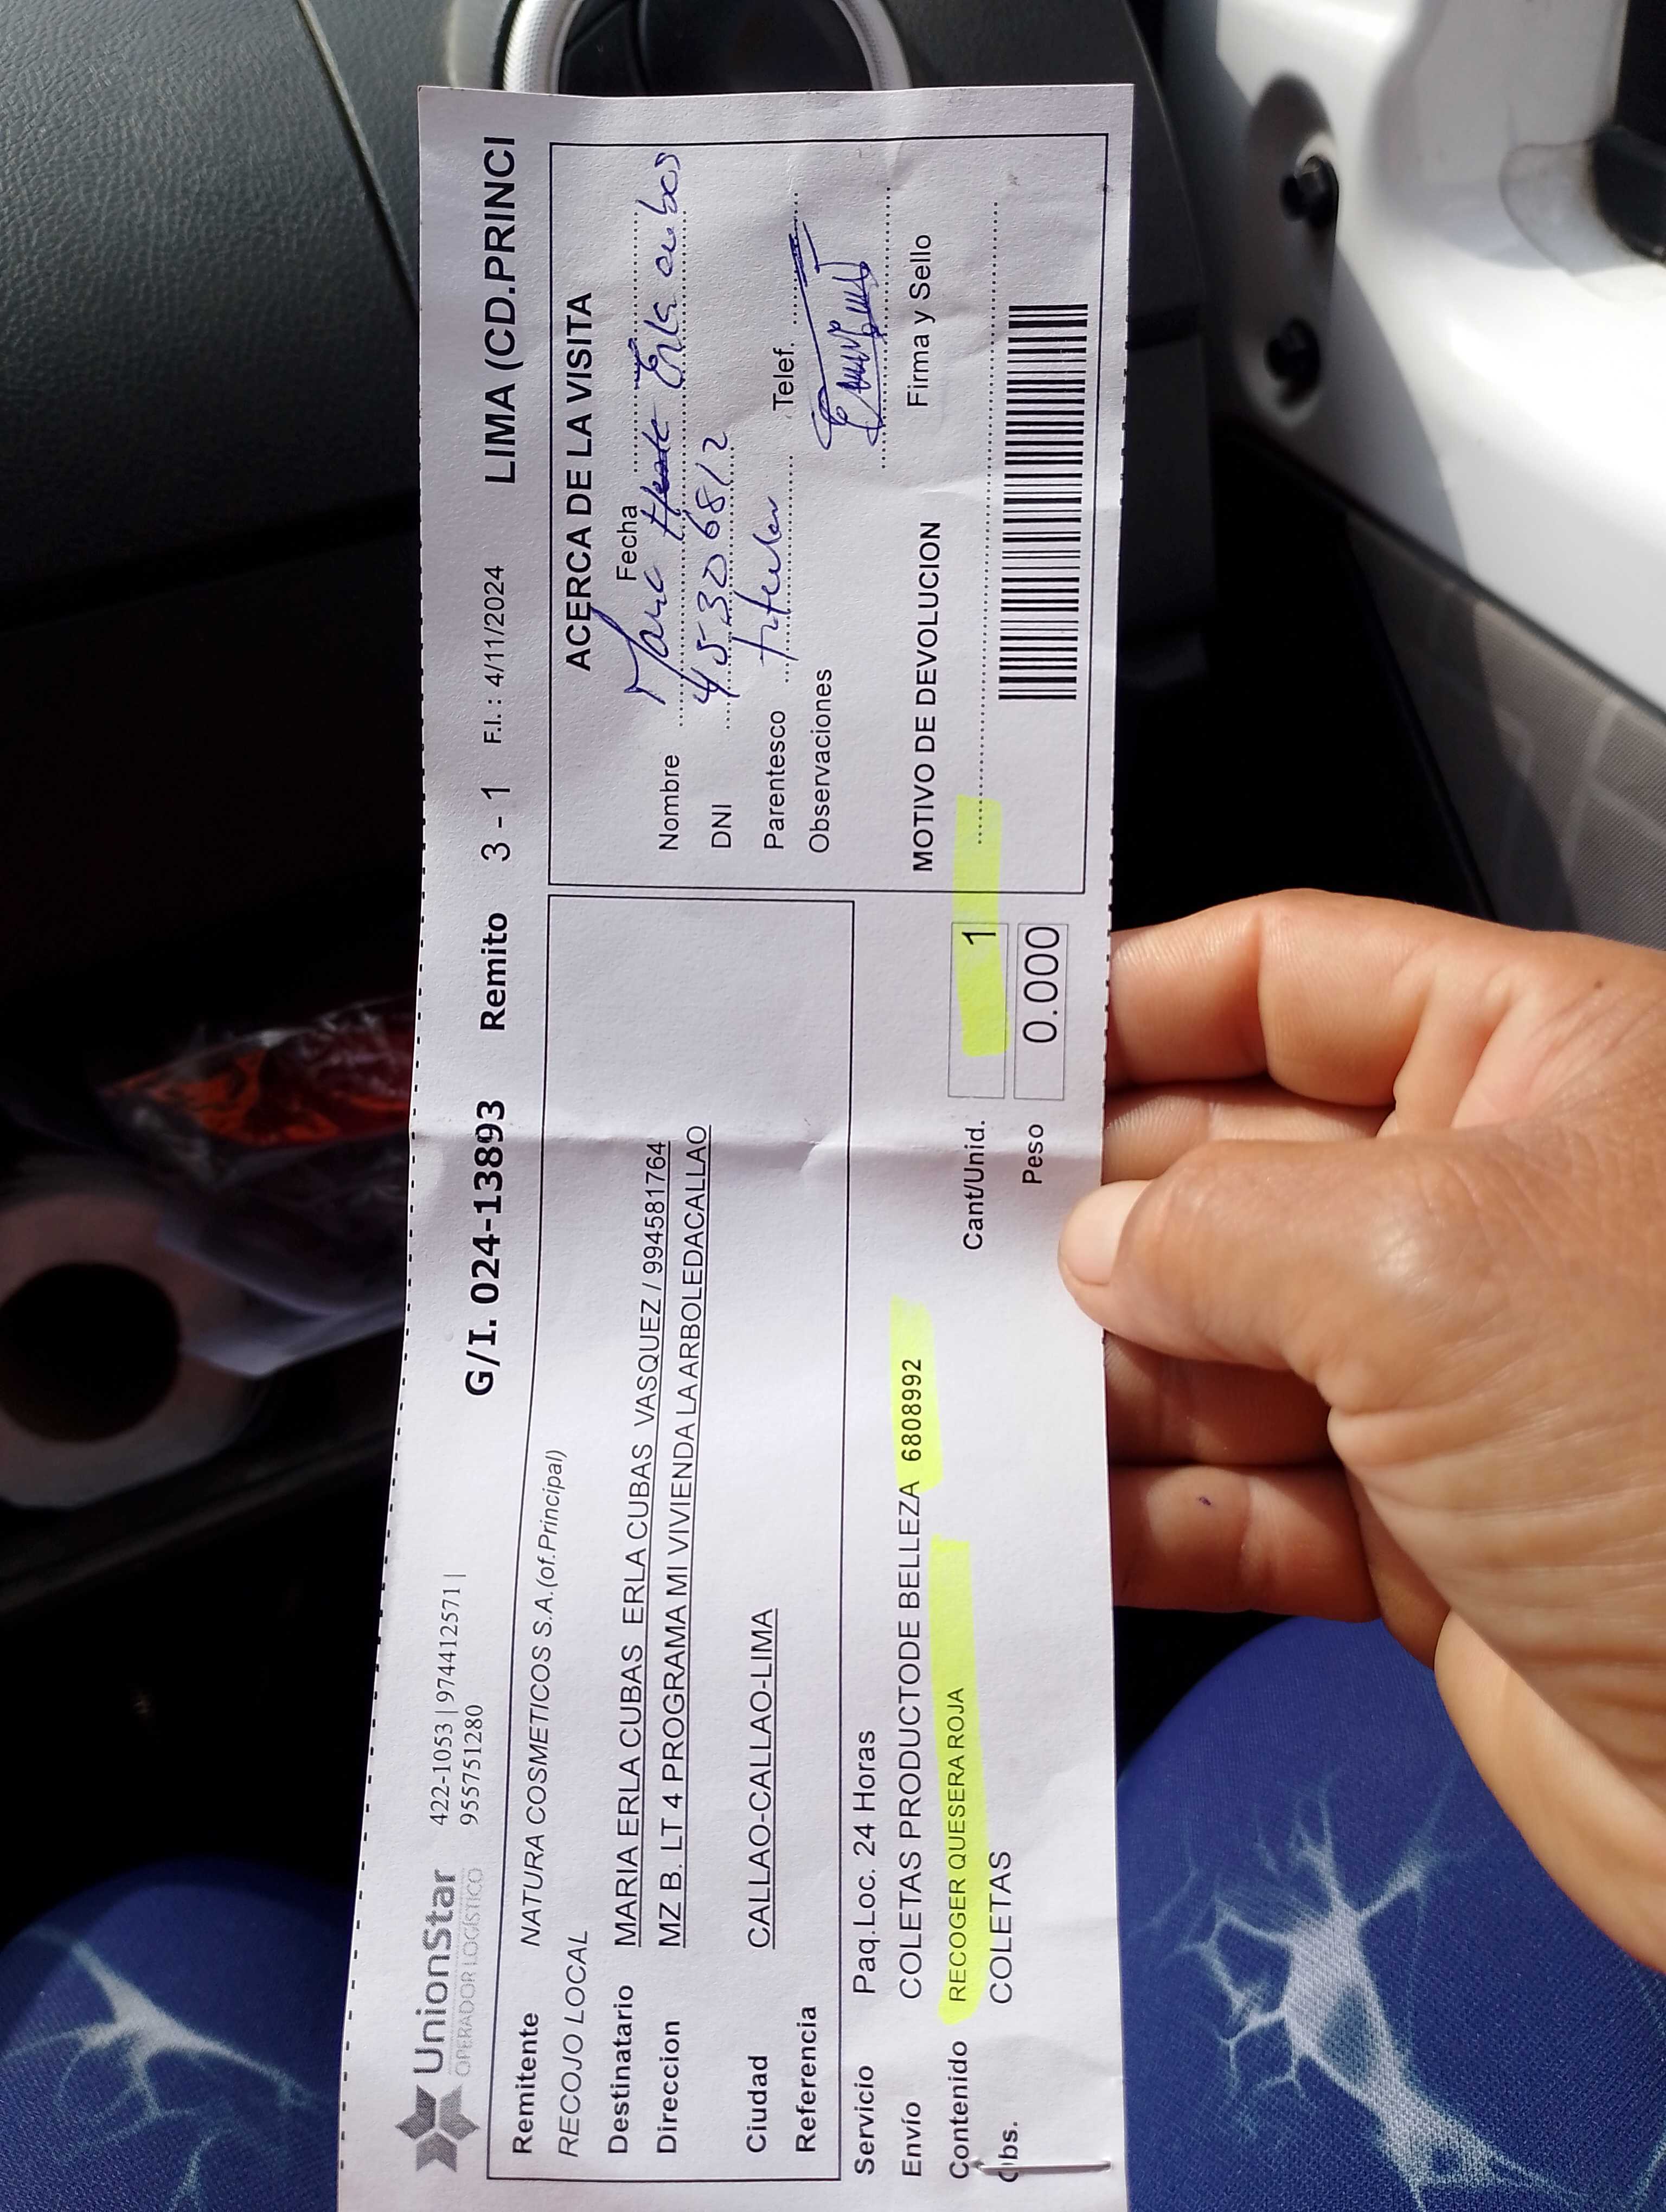 UnionStar
OPERADOR LOGÍSTICO
422-1053 | 974412571 |
955751280
G/I. 024-13893 Remito 3 - 1 F.I. : 4/11/2024 LIMA (CD.PRINCI
Remitente NATURA COSMETICOS S.A.(of.Principal)
RECOJO LOCAL
Destinatario MARIA ERLA CUBAS ERLA CUBAS VASQUEZ / 994581764
Direccion MZ B. LT 4 PROGRAMA MI VIVIENDA LA ARBOLEDACALLAO
Ciudad CALLAO-CALLAO-LIMA
Referencia
Servicio Paq.Loc. 24 Horas
Envío COLETAS PRODUCTODE BELLEZA 6808992
Contenido RECOGER QUESERA ROJA
Obs. COLETAS
Cant/Unid. 1
Peso 0.000
ACERCA DE LA VISITA
Fecha
Nombre Maria Erla cubas
DNI 45306812
Parentesco titular Telef.
Observaciones
Firma y Sello
MOTIVO DE DEVOLUCION